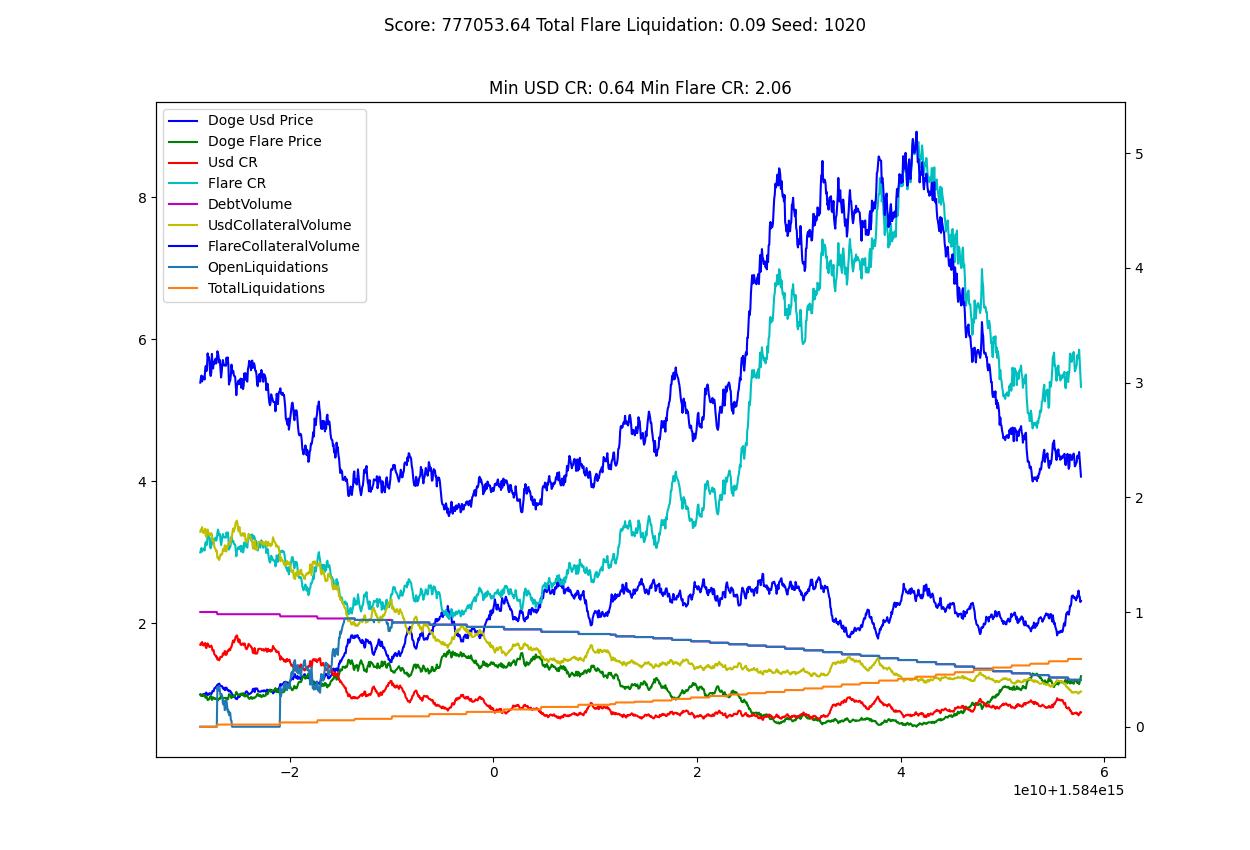 Score: 777053.64 Total Flare Liquidation: 0.09 Seed: 1020
Min USD CR: 0.64 Min Flare CR: 2.06
Doge Usd Price
Doge Flare Price
Usd CR
Flare CR
DebtVolume
UsdCollateralVolume
FlareCollateralVolume
OpenLiquidations
TotalLiquidations
8
6
4
2
5
4
3
2
1
0
−2
0
2
4
6
1e10+1.584e15